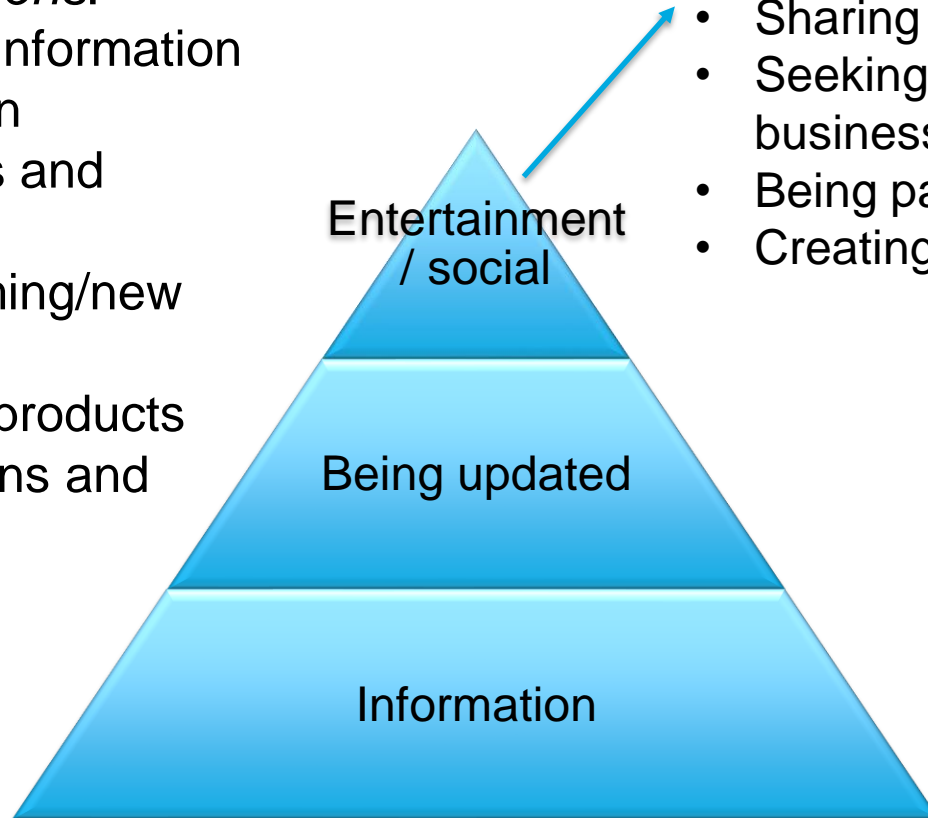 nformation
s and
ning/new
products
ns and
Entertainment
/ social
Being updated
Information
• Sharing
• Seeking
business
• Being pa
• Creating